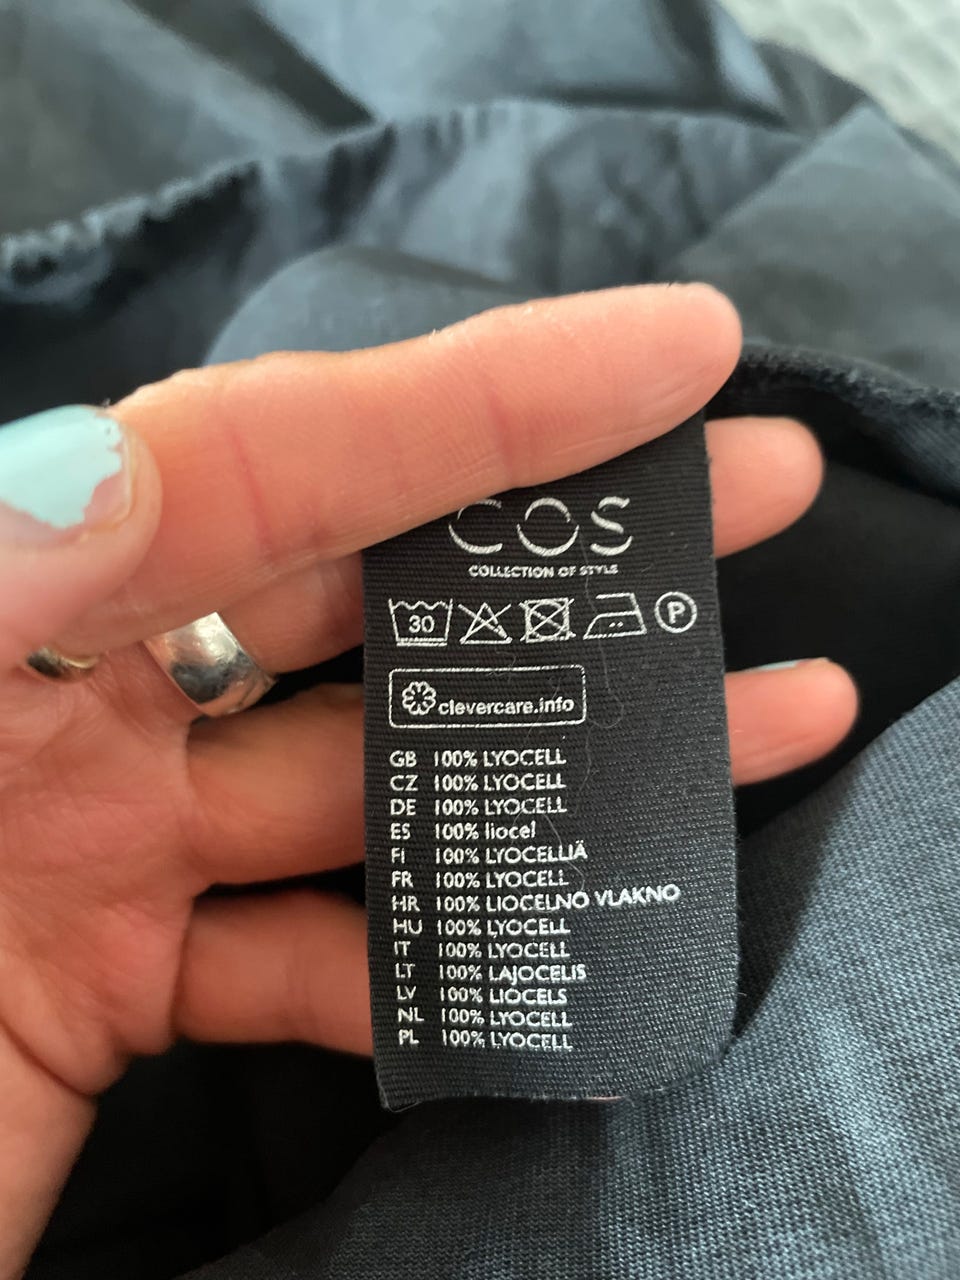 COS
COLLECTION OF STYLE
30 P
clevercare.info
GB 100% LYOCELL
CZ 100% LYOCELL
DE 100% LYOCELL
ES 100% liocel
FI 100% LYOCELLIÄ
FR 100% LYOCELL
HR 100% LIOCELNO VLAKNO
HU 100% LYOCELL
IT 100% LYOCELL
LT 100% LAJOCELIS
LV 100% LIOCELS
NL 100% LYOCELL
PL 100% LYOCELL